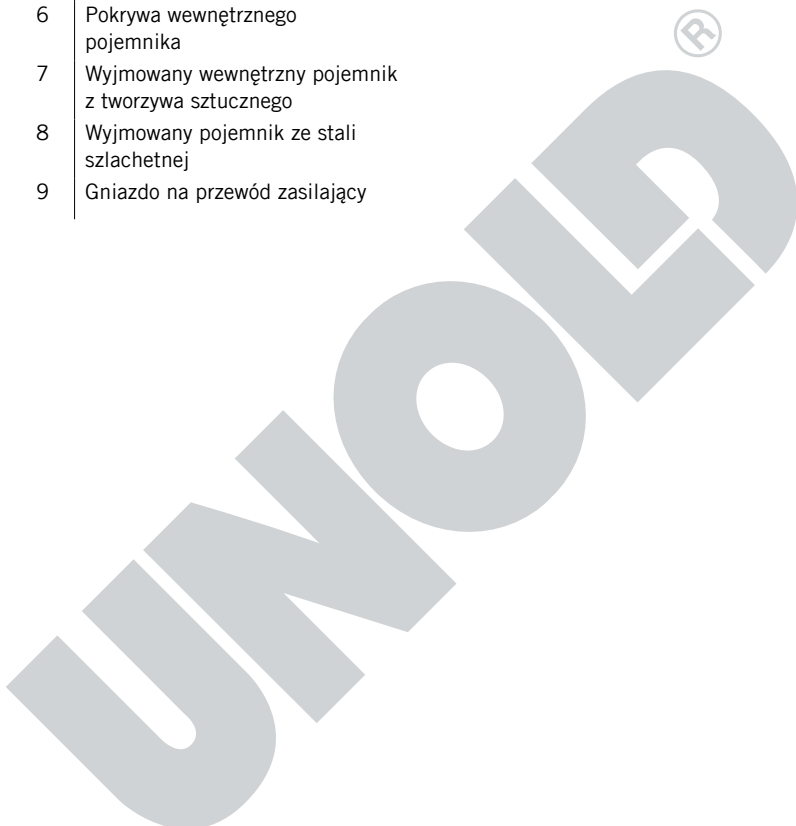 6 Pokrywa wewnętrznego
pojemnika
7 Wyjmowany wewnętrzny pojemnik
z tworzywa sztucznego
8 Wyjmowany pojemnik ze stali
szlachetnej
9 Gniazdo na przewód zasilający
UNOLD®